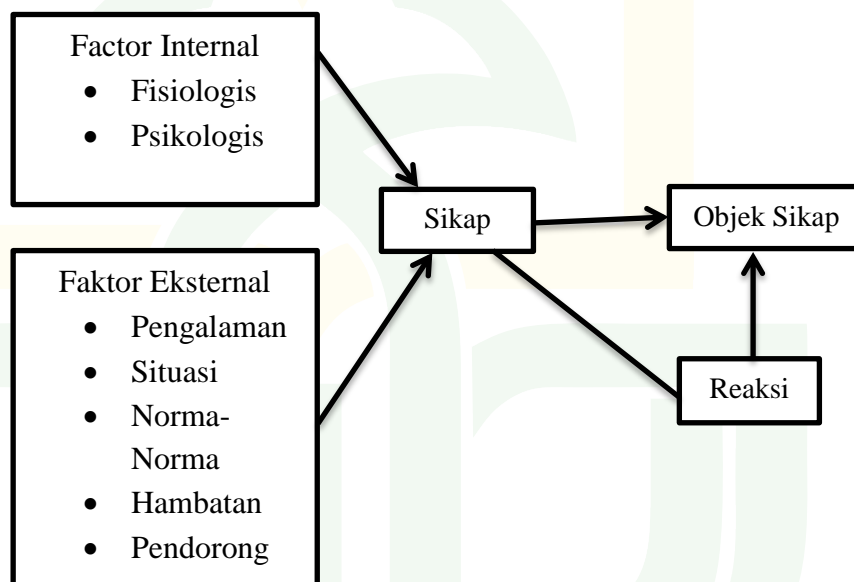 Factor Internal
• Fisiologis
• Psikologis
Faktor Eksternal
• Pengalaman
• Situasi
• Norma-
Norma
• Hambatan
• Pendorong
Sikap
Objek Sikap
Reaksi